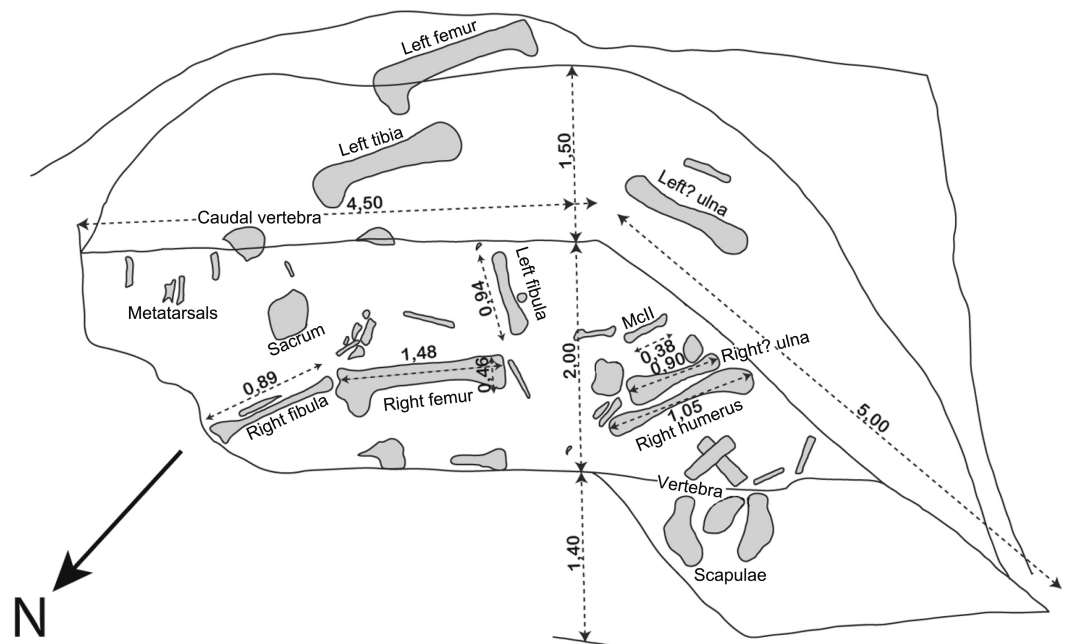 Left femur
Left tibia
1,50
Left? ulna
4,50
Caudal vertebra
Left fibula
0,94
Metatarsals
Sacrum
McII
2,00
0,38
Right? ulna
0,90
1,48
0,46
0,89
Right femur
Right fibula
1,05
Right humerus
5,00
Vertebra
1,40
Scapulae
N